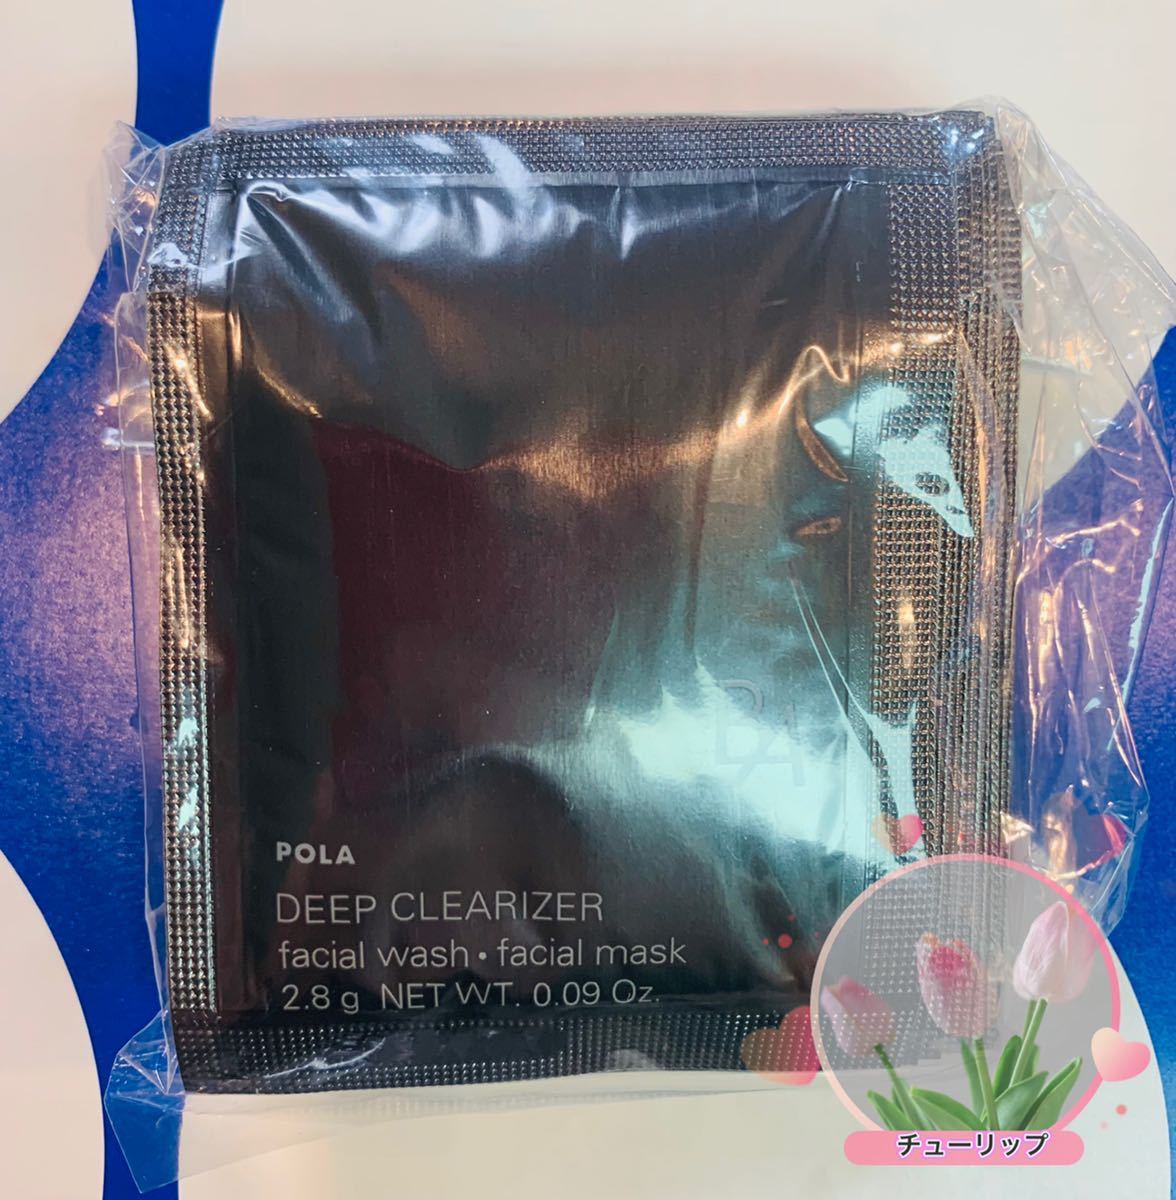 BA
POLA
DEEP CLEARIZER
facial wash・facial mask
2.8 g NET WT. 0.09 Oz.
チューリップ